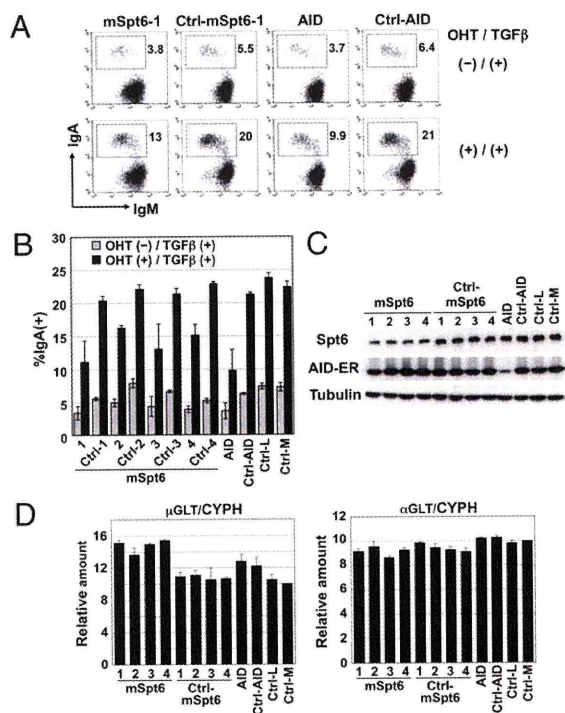 A
mSpt6-1 Ctrl-mSpt6-1 AID Ctrl-AID
OHT / TGFβ
3.8 5.5 3.7 6.4
(−) / (+)
13 20 9.9 21
(+) / (+)
IgA
IgM
B
OHT (−) / TGFβ (+)
OHT (+) / TGFβ (+)
%IgA(+)
30
25
20
15
10
5
0
1 Ctrl-1 2 Ctrl-2 3 Ctrl-3 4 Ctrl-4 AID Ctrl-AID Ctrl-L Ctrl-M
mSpt6
C
mSpt6 Ctrl-mSpt6 AID Ctrl-AID Ctrl-L Ctrl-M
1 2 3 4 1 2 3 4
Spt6
AID-ER
Tubulin
D
μGLT/CYPH
Relative amount
16
12
8
4
0
1 2 3 4 1 2 3 4 AID Ctrl-AID Ctrl-L Ctrl-M
mSpt6 Ctrl-mSpt6
αGLT/CYPH
Relative amount
12
10
8
6
4
2
0
1 2 3 4 1 2 3 4 AID Ctrl-AID Ctrl-L Ctrl-M
mSpt6 Ctrl-mSpt6